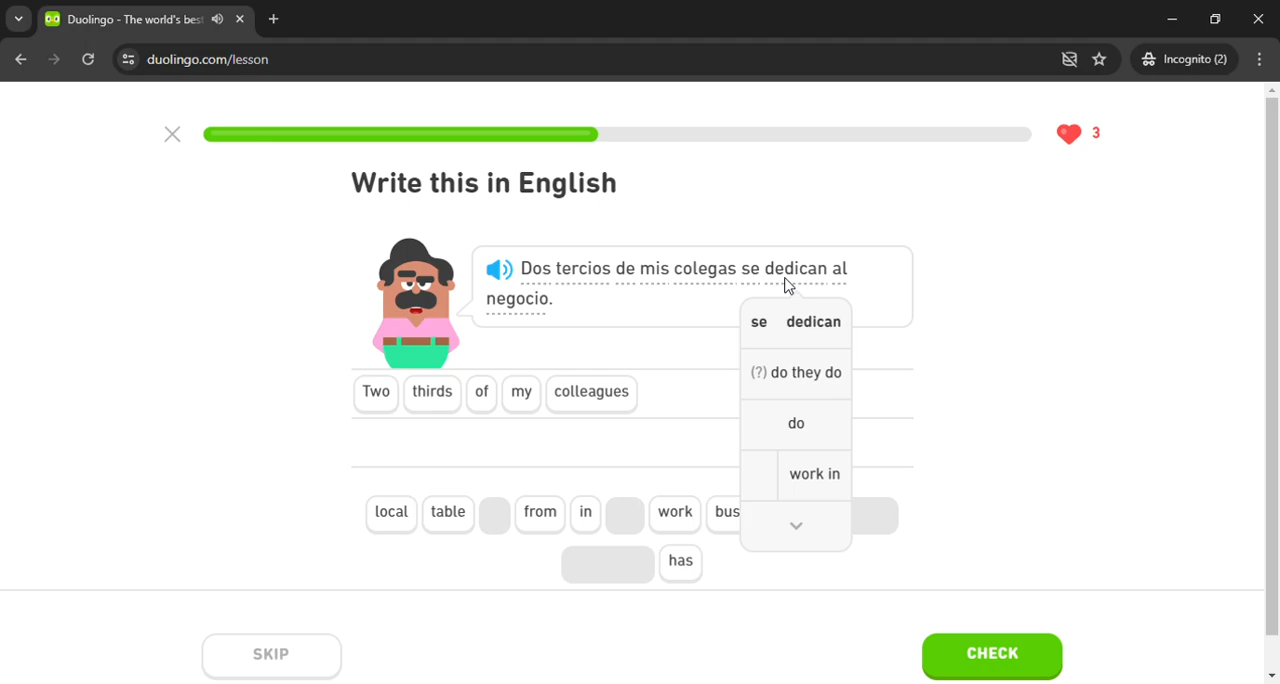 Duolingo - The world's bes
duolingo.com/lesson
Incognito (2)
3
Write this in English
Dos tercios de mis colegas se dedican al
negocio.
se dedican
(?) do they do
do
work in
Two thirds of my colleagues
local table from in work bus
has
SKIP
CHECK